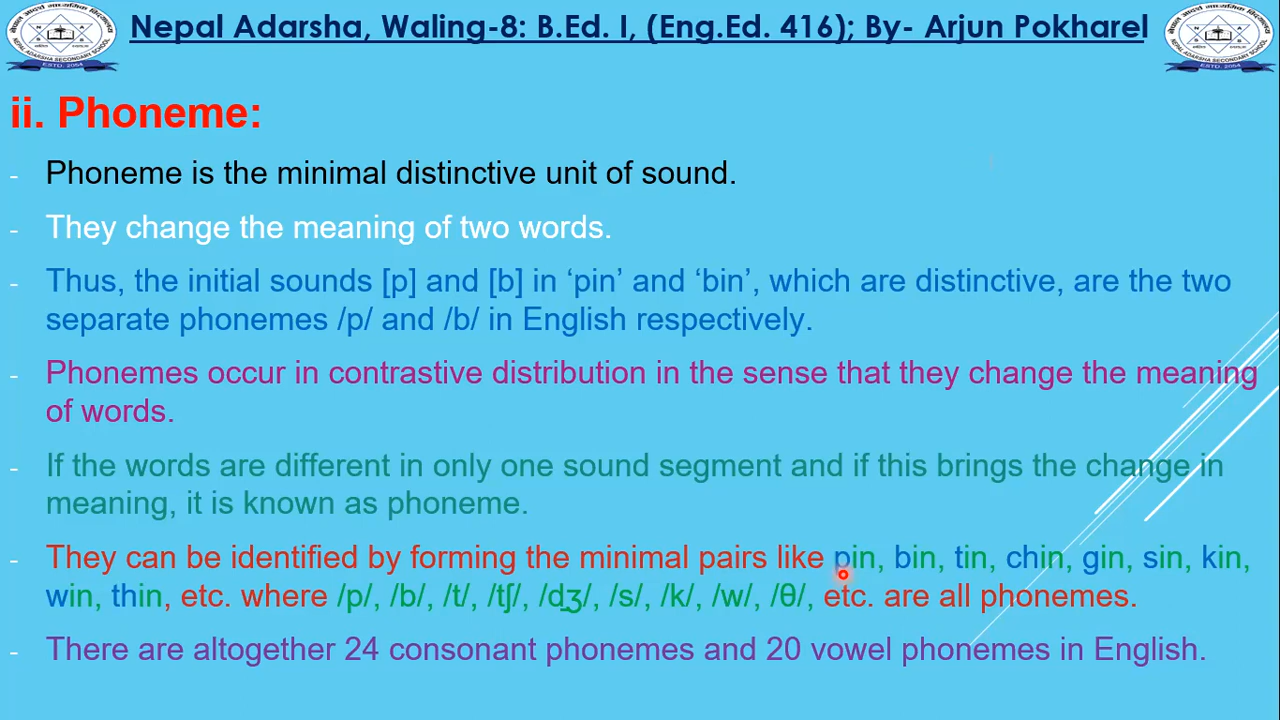 Nepal Adarsha, Waling-8: B.Ed. I, (Eng.Ed. 416); By- Arjun Pokharel
ii. Phoneme:
- Phoneme is the minimal distinctive unit of sound.
- They change the meaning of two words.
- Thus, the initial sounds [p] and [b] in ‘pin’ and ‘bin’, which are distinctive, are the two
separate phonemes /p/ and /b/ in English respectively.
- Phonemes occur in contrastive distribution in the sense that they change the meaning
of words.
- If the words are different in only one sound segment and if this brings the change in
meaning, it is known as phoneme.
- They can be identified by forming the minimal pairs like pin, bin, tin, chin, gin, sin, kin,
win, thin, etc. where /p/, /b/, /t/, /tʃ/, /dʒ/, /s/, /k/, /w/, /θ/, etc. are all phonemes.
- There are altogether 24 consonant phonemes and 20 vowel phonemes in English.